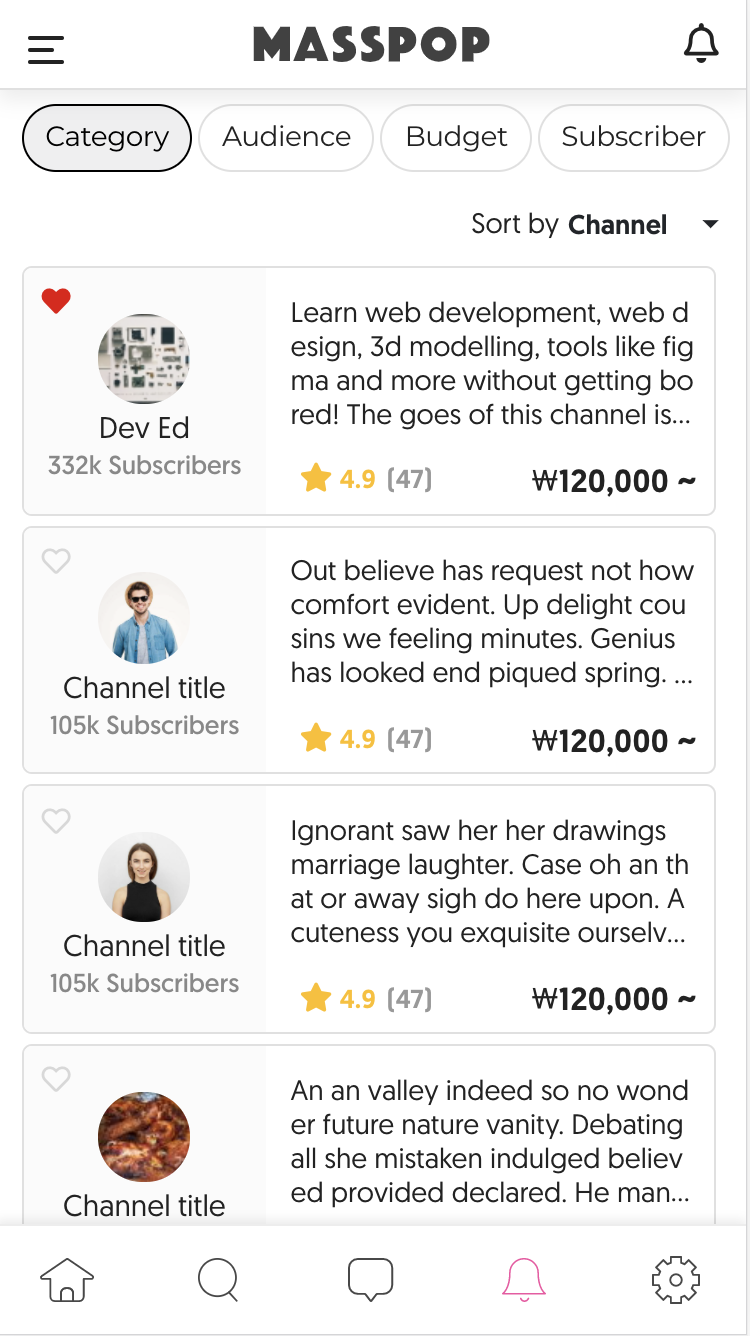 MASSPOP
Category
Audience
Budget
Subscriber
Sort by Channel
Learn web development, web d
esign, 3d modelling, tools like fig
ma and more without getting bo
red! The goes of this channel is...
Dev Ed
332k Subscribers
4.9 (47)
₩120,000 ~
Out believe has request not how
comfort evident. Up delight cou
sins we feeling minutes. Genius
has looked end piqued spring. ...
Channel title
105k Subscribers
4.9 (47)
₩120,000 ~
Ignorant saw her her drawings
marriage laughter. Case oh an th
at or away sigh do here upon. A
cuteness you exquisite ourselv...
Channel title
105k Subscribers
4.9 (47)
₩120,000 ~
An an valley indeed so no wond
er future nature vanity. Debating
all she mistaken indulged believ
ed provided declared. He man...
Channel title